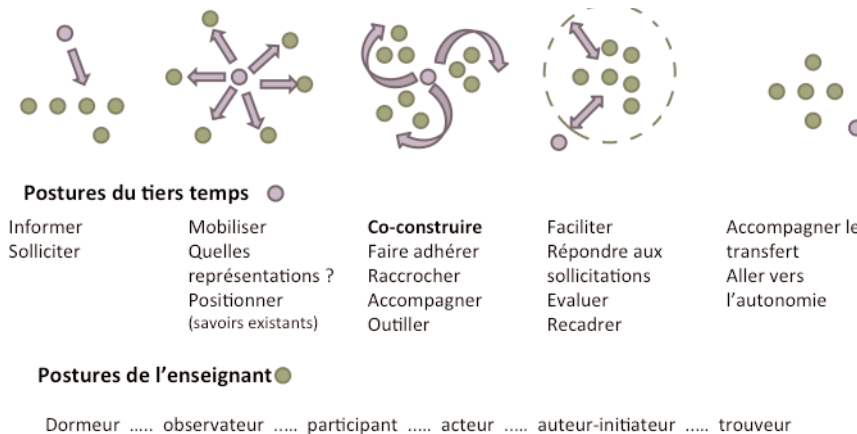 Postures du tiers temps
Informer
Solliciter
Mobiliser
Quelles
représentations ?
Positionner
(savoirs existants)
Co-construire
Faire adhérer
Raccrocher
Accompagner
Outiller
Faciliter
Répondre aux
sollicitations
Evaluer
Recadrer
Accompagner le
transfert
Aller vers
l’autonomie
Postures de l’enseignant
Dormeur ..... observateur ..... participant ..... acteur ..... auteur-initiateur ..... trouveur